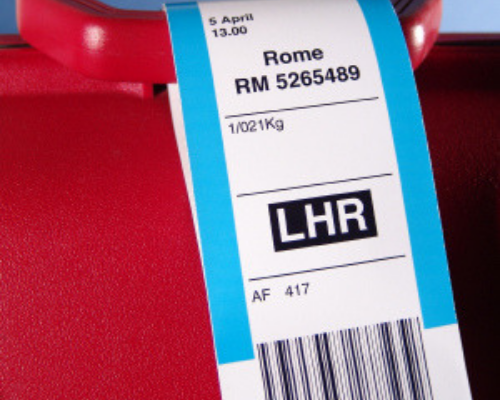 5 April
13.00
Rome
RM 5265489
1/021Kg
LHR
AF 417